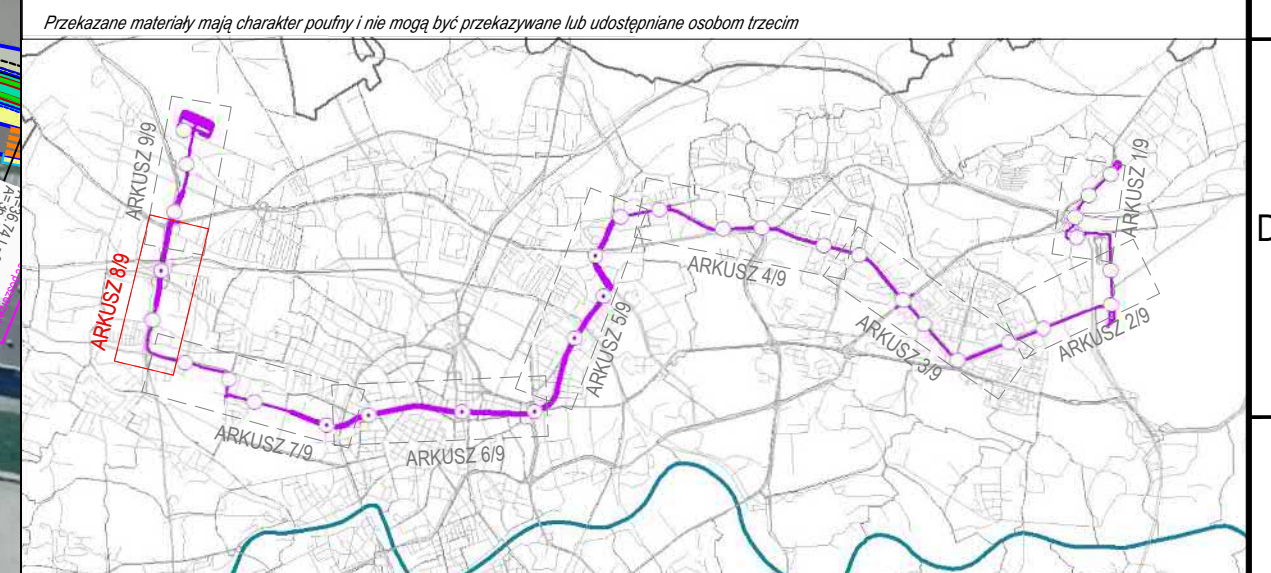 Przekazane materiały mają charakter poufny i nie mogą być przekazywane lub udostępniane osobom trzecim
ARKUSZ 9/9
ARKUSZ 8/9
ARKUSZ 7/9
ARKUSZ 6/9
ARKUSZ 5/9
ARKUSZ 4/9
ARKUSZ 3/9
ARKUSZ 2/9
ARKUSZ 1/9
D